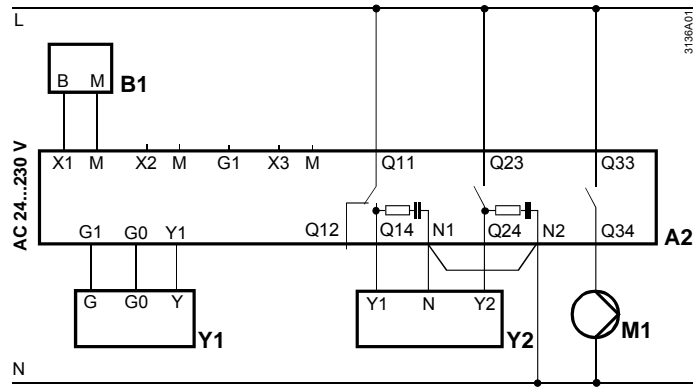 L
3136A01
B M B1
AC 24...230 V
X1 M X2 M G1 X3 M Q11 Q23 Q33
G1 G0 Y1 Q12 Q14 N1 Q24 N2 Q34 A2
G G0 Y Y1 Y1 N Y2 Y2 M1
N